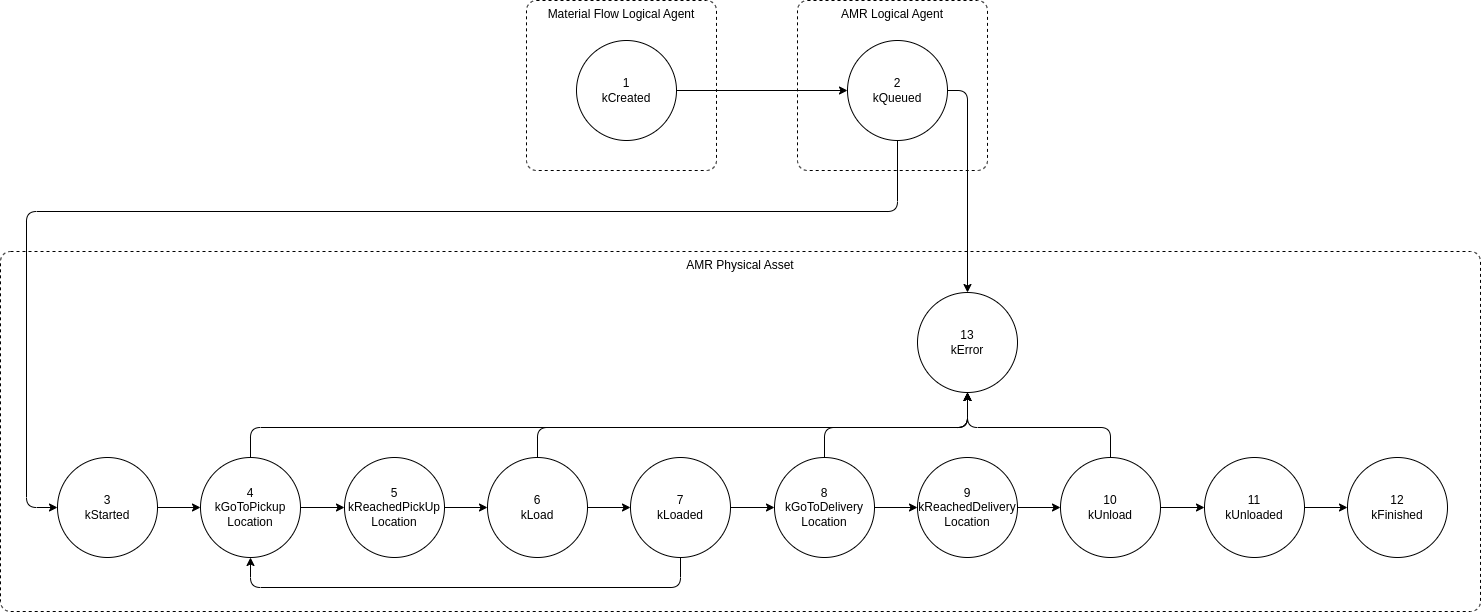 Material Flow Logical Agent
AMR Logical Agent
1
kCreated
2
kQueued
AMR Physical Asset
13
kError
3
kStarted
4
kGoToPickup
Location
5
kReachedPickUp
Location
6
kLoad
7
kLoaded
8
kGoToDelivery
Location
9
kReachedDelivery
Location
10
kUnload
11
kUnloaded
12
kFinished